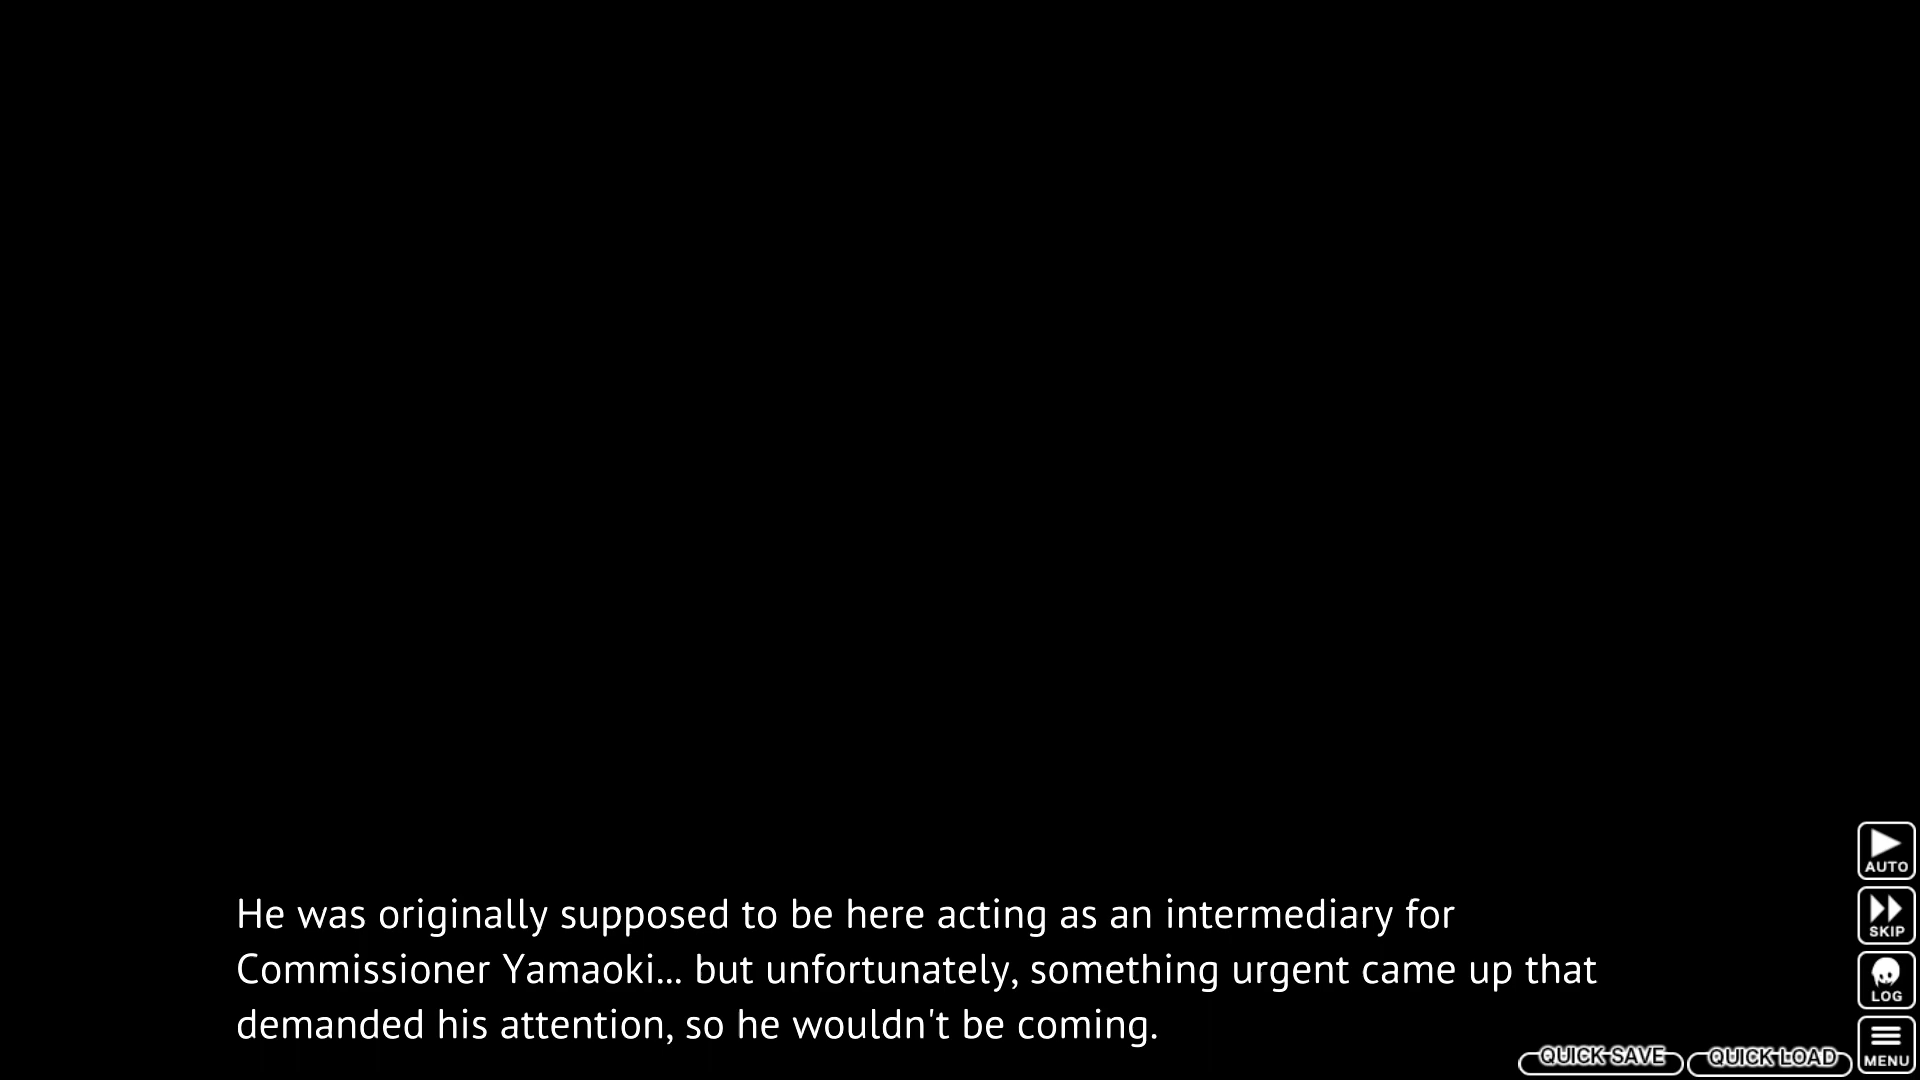 He was originally supposed to be here acting as an intermediary for
Commissioner Yamaoki... but unfortunately, something urgent came up that
demanded his attention, so he wouldn't be coming.
AUTO
SKIP
LOG
MENU
QUICK SAVE QUICK LOAD